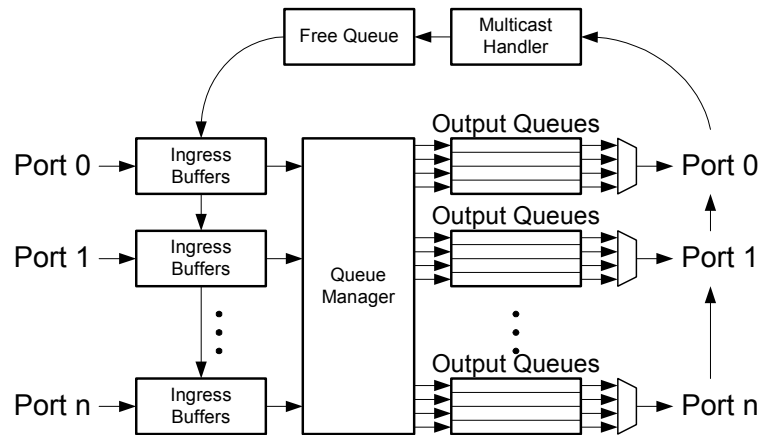 Free Queue
Multicast
Handler
Output Queues
Port 0
Ingress
Buffers
Port 0
Output Queues
Port 1
Ingress
Buffers
Queue
Manager
Port 1
Output Queues
Port n
Ingress
Buffers
Port n